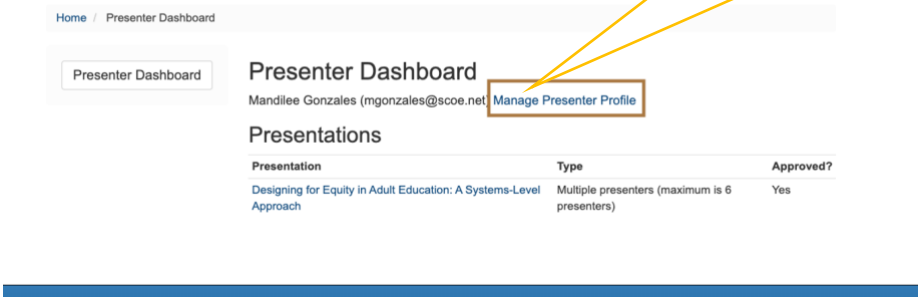 Home / Presenter Dashboard
Presenter Dashboard
Presenter Dashboard
Mandilee Gonzales (mgonzales@scoe.net) Manage Presenter Profile
Presentations
Presentation Type Approved?
Designing for Equity in Adult Education: A Systems-Level Multiple presenters (maximum is 6 Yes
Approach presenters)